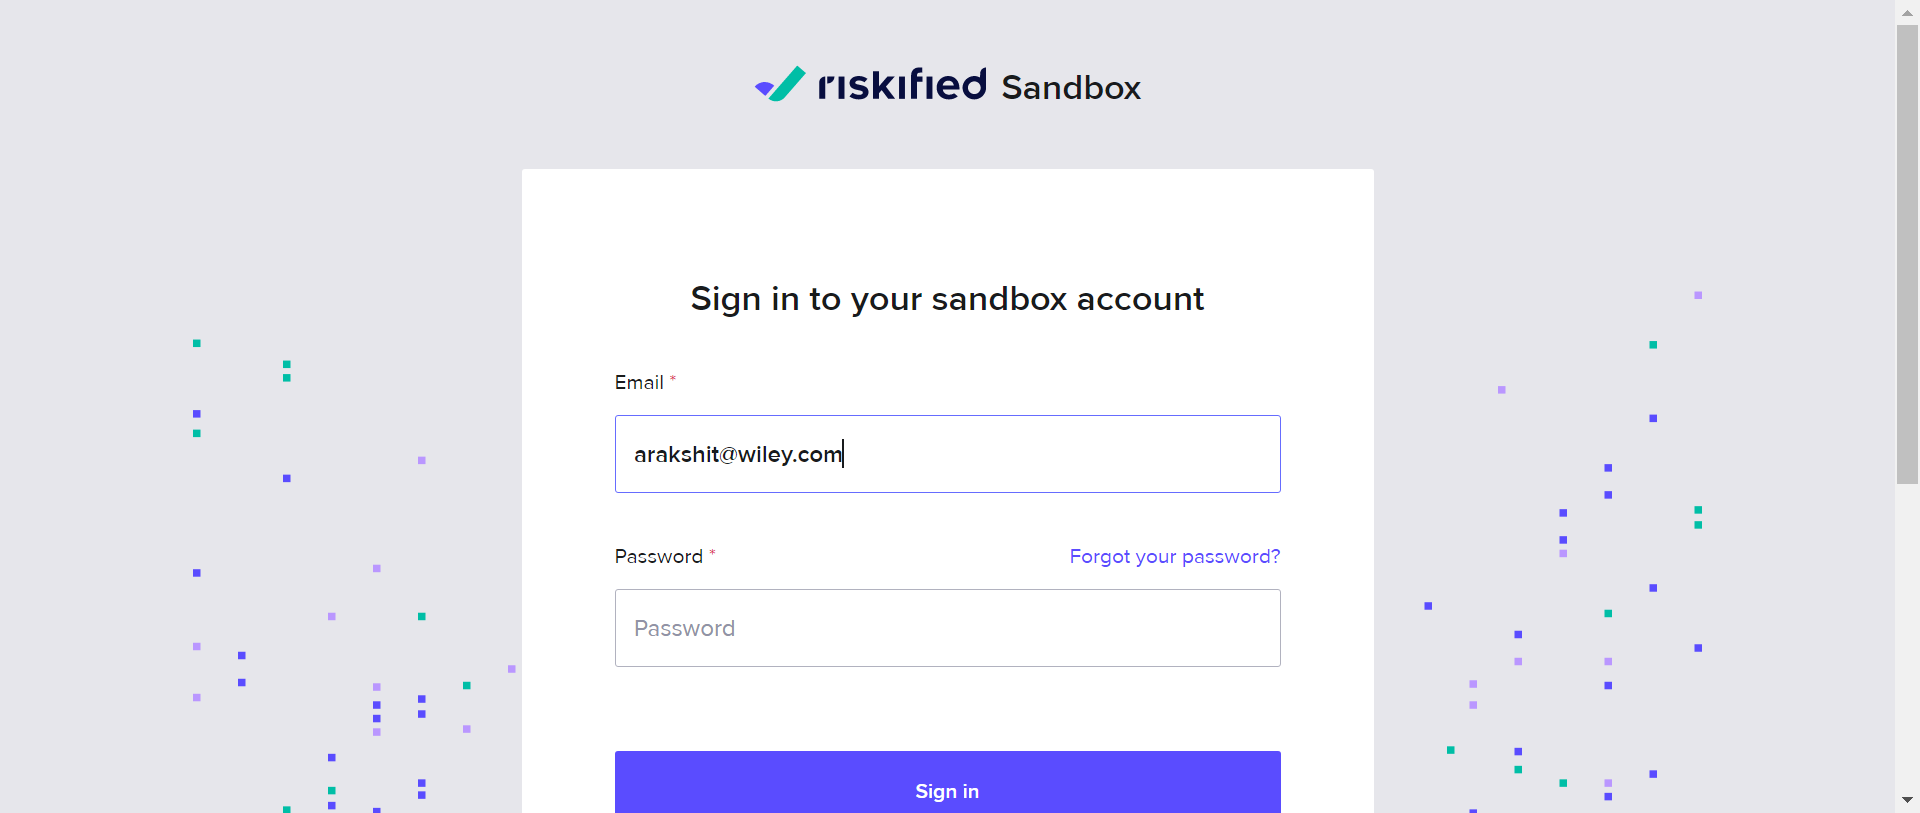 riskified Sandbox
Sign in to your sandbox account
Email *
arakshit@wiley.com
Password * Forgot your password?
Password
Sign in